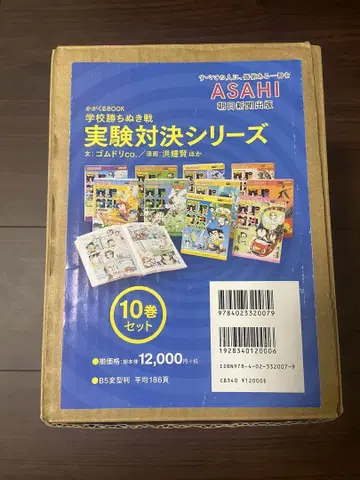 すべての人に、価値ある一冊を
ASAHI
朝日新聞出版
かがくるBOOK
学校勝ちぬき戦
実験対決シリーズ
文:ゴムドリco./漫画:洪鐘賢ほか
10巻
セット
●揃価格:揃本体12,000円+税
●B5変型判 平均186頁
9784023320079
1928340120006
ISBN978-4-02-332007-9
C8340 ¥12000E